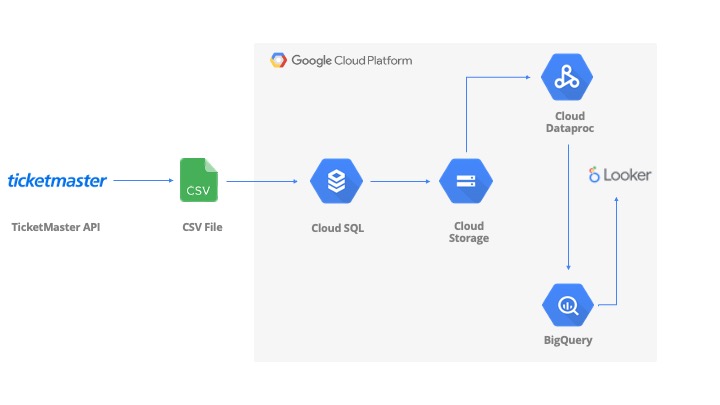 Google Cloud Platform
Cloud
Dataproc
ticketmaster
CSV
Looker
TicketMaster API
CSV File
Cloud SQL
Cloud
Storage
BigQuery